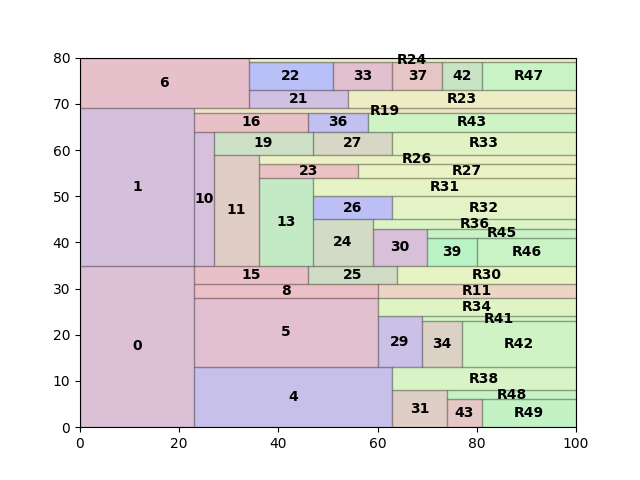 80
R24
6 22 33 37 42 R47
70
21 R23
R19
16 36 R43
60
19 27 R33
R26
23 R27
1 R31
50
10 11 13 26 R32
R36
40
24 30 R45
39 R46
30
15 25 R30
8 R11
R34
20
5 R41
0 29 34 R42
10
R38
4 R48
31 43 R49
0
0 20 40 60 80 100